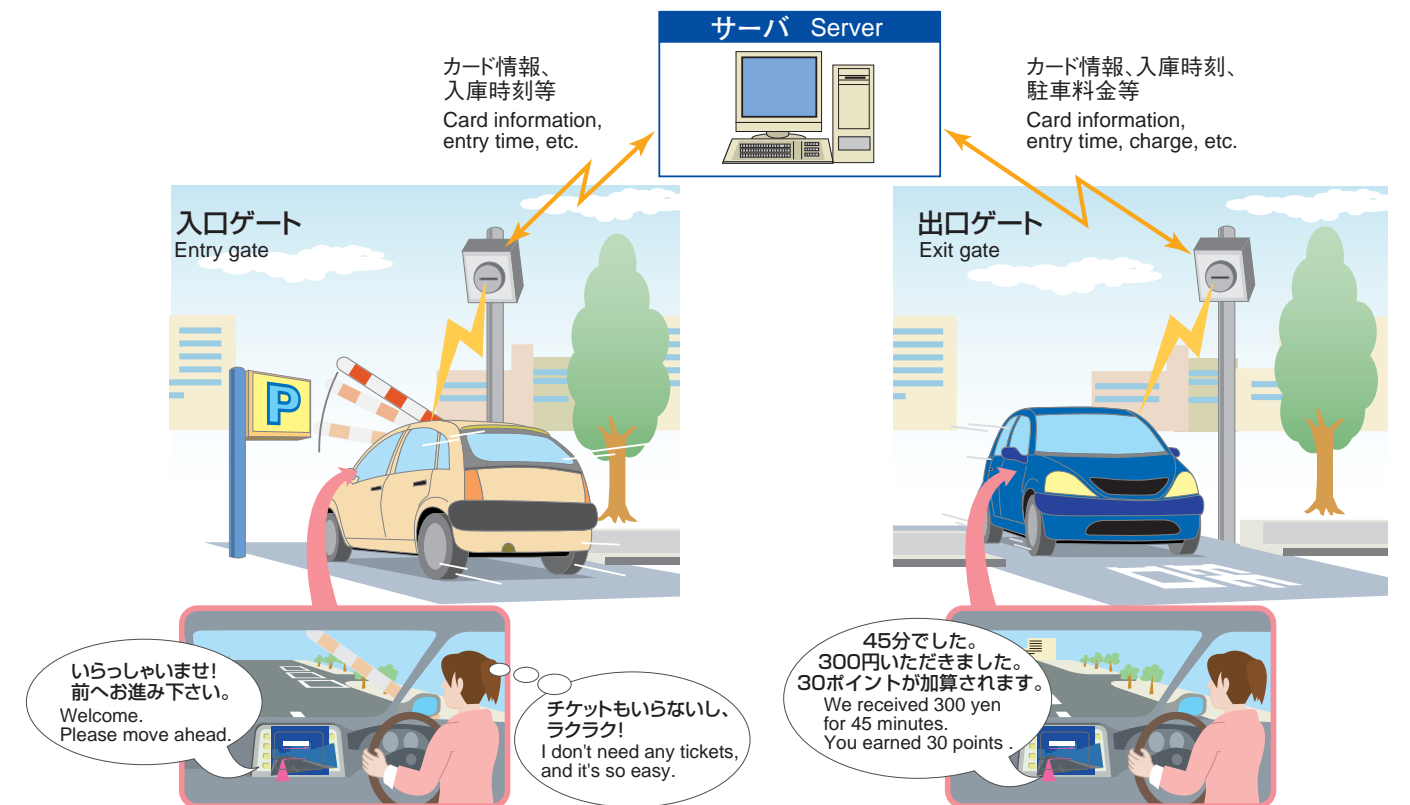 サーバ Server
カード情報、
入庫時刻等
Card information,
entry time, etc.
カード情報、入庫時刻、
駐車料金等
Card information,
entry time, charge, etc.
入口ゲート
Entry gate
P
出口ゲート
Exit gate
出口
いらっしゃいませ!
前へお進み下さい。
Welcome.
Please move ahead.
チケットもいらないし、
ラクラク!
I don't need any tickets,
and it's so easy.
45分でした。
300円いただきました。
30ポイントが加算されます。
We received 300 yen
for 45 minutes.
You earned 30 points .